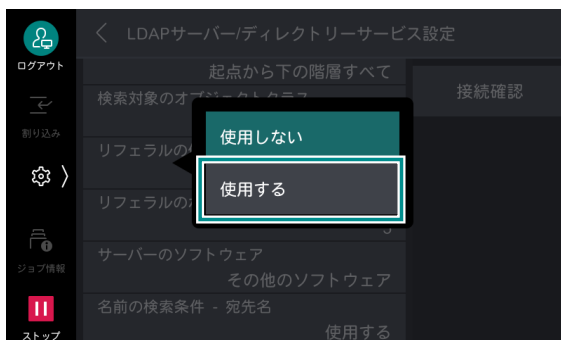 LDAPサーバー/ディレクトリーサービス設定
ログアウト
起点から下の階層すべて
接続確認
検索対象のオブジェクトクラス
割り込み
使用しない
リフェラルの
使用する
リフェラルのホ
5
サーバーのソフトウェア
ジョブ情報
その他のソフトウェア
名前の検索条件 - 宛先名
使用する
ストップ